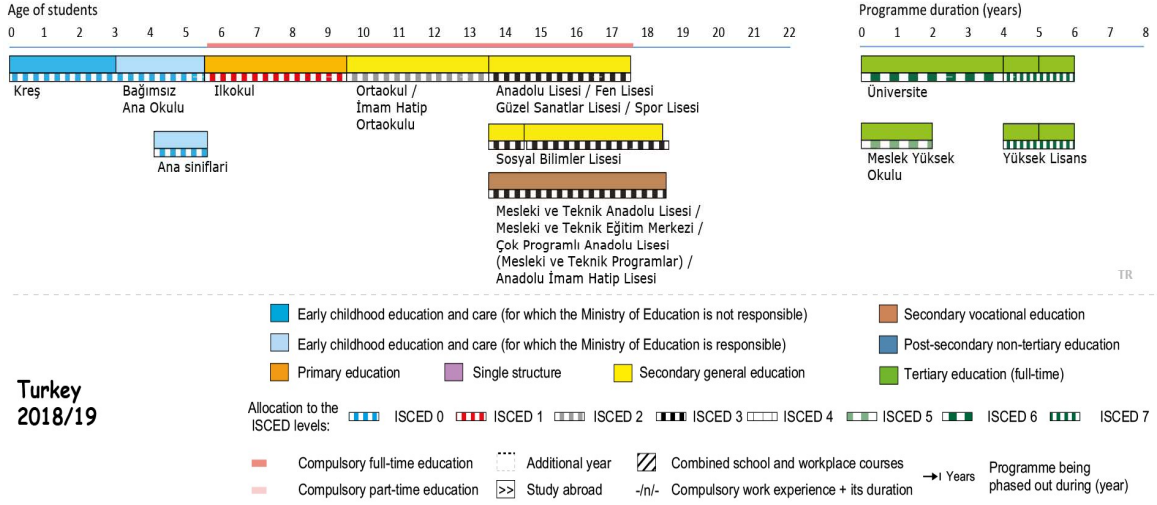 Age of students
Programme duration (years)
0 1 2 3 4 5 6 7 8 9 10 11 12 13 14 15 16 17 18 19 20 21 22
0 1 2 3 4 5 6 7 8
Kreş
Bağımsız
Ana Okulu
Ilkokul
Ortaokul /
İmam Hatip
Ortaokulu
Anadolu Lisesi / Fen Lisesi
Güzel Sanatlar Lisesi / Spor Lisesi
Üniversite
Ana siniflari
Sosyal Bilimler Lisesi
Meslek Yüksek
Okulu
Yüksek Lisans
Mesleki ve Teknik Anadolu Lisesi /
Mesleki ve Teknik Eğitim Merkezi /
Çok Programlı Anadolu Lisesi
(Mesleki ve Teknik Programlar) /
Anadolu İmam Hatip Lisesi
TR
Early childhood education and care (for which the Ministry of Education is not responsible)
Secondary vocational education
Early childhood education and care (for which the Ministry of Education is responsible)
Post-secondary non-tertiary education
Primary education
Single structure
Secondary general education
Tertiary education (full-time)
Turkey
2018/19
Allocation to the
ISCED levels:
ISCED 0
ISCED 1
ISCED 2
ISCED 3
ISCED 4
ISCED 5
ISCED 6
ISCED 7
Compulsory full-time education
Additional year
Combined school and workplace courses
Compulsory part-time education
>> Study abroad
-/n/- Compulsory work experience + its duration
Years
Programme being
phased out during (year)